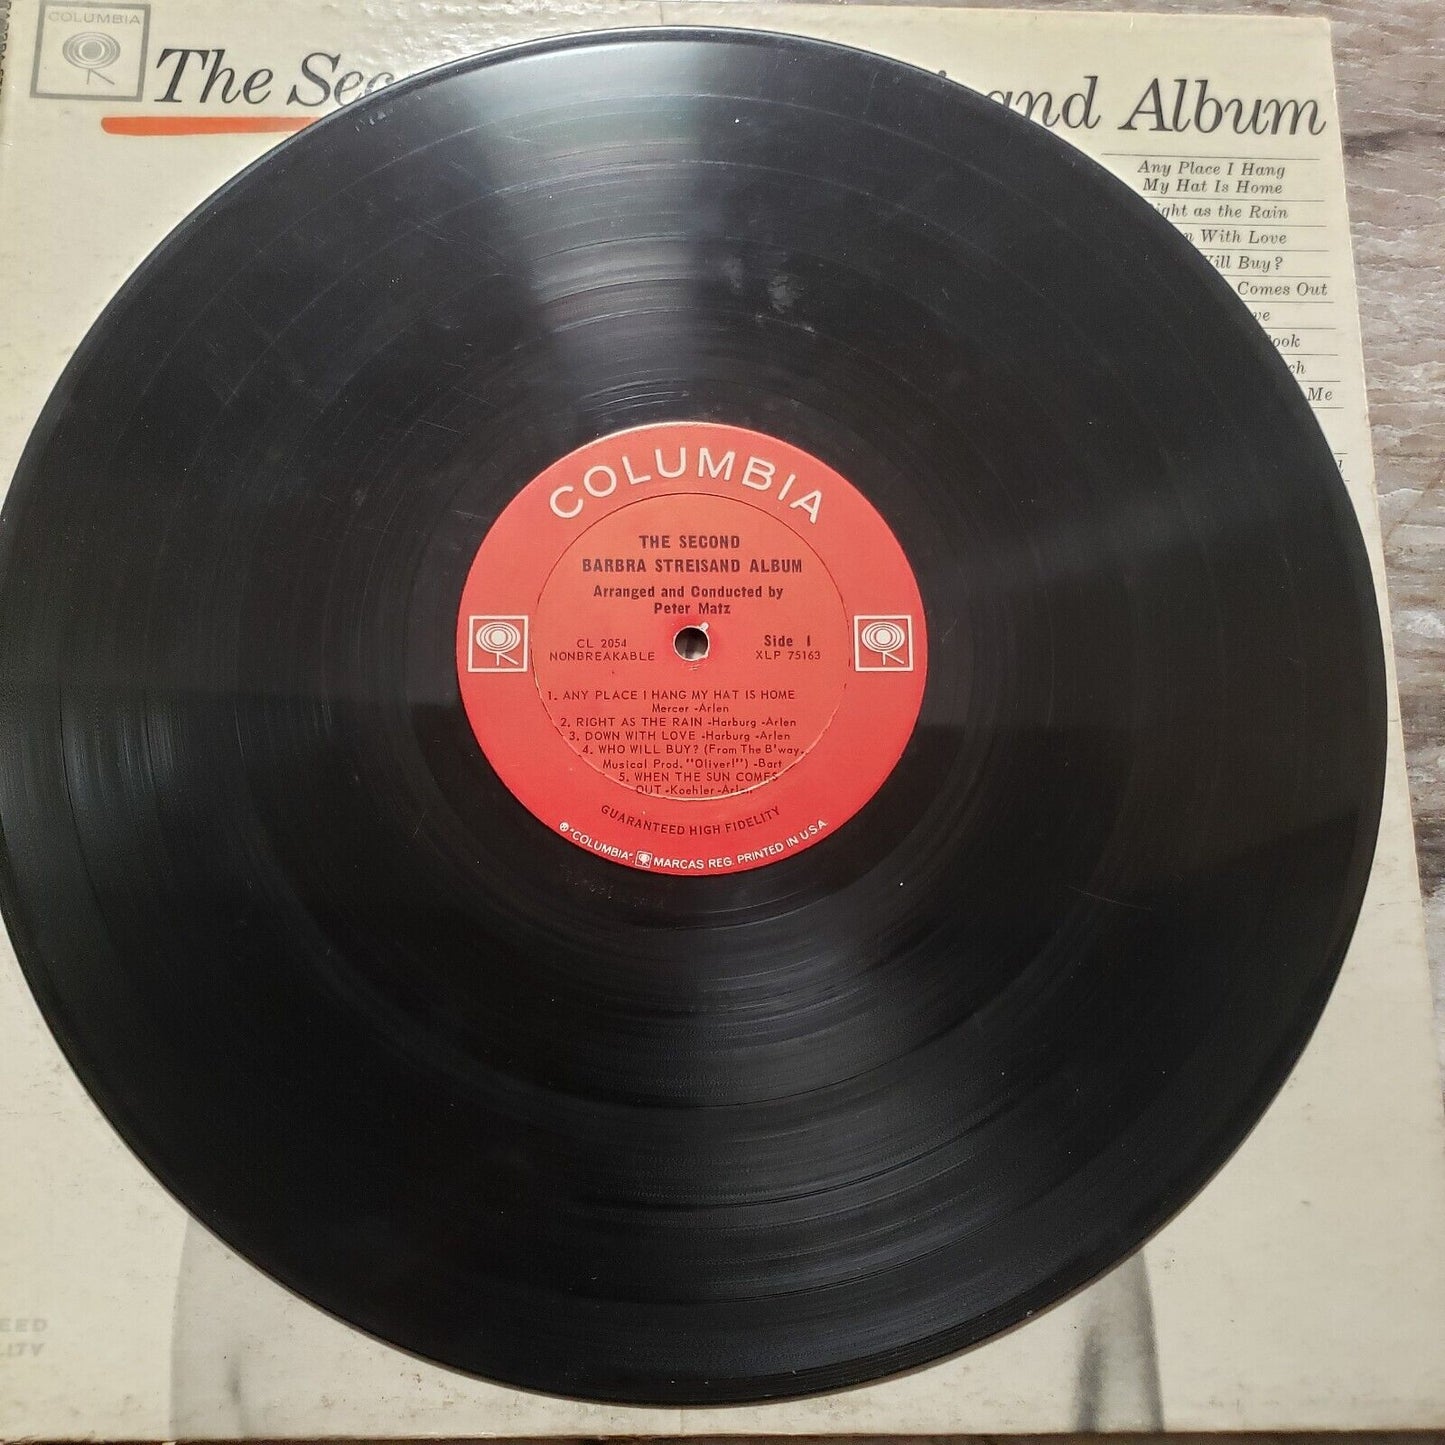 COLUMBIA
The Sec and Album
Any Place I Hang
My Hat Is Home
Right as the Rain
With Love
Will Buy?
Comes Out
Me
COLUMBIA
THE SECOND
BARBRA STREISAND ALBUM
Arranged and Conducted by
Peter Matz
CL 2054 Side 1
NONBREAKABLE XLP 75163
1. ANY PLACE I HANG MY HAT IS HOME
Mercer -Arlen
2. RIGHT AS THE RAIN -Harburg -Arlen
3. DOWN WITH LOVE -Harburg -Arlen
4. WHO WILL BUY? (From The B'way.
Musical Prod. "Oliver!") -Bart
5. WHEN THE SUN COMES
OUT -Koehler -Arlen
GUARANTEED HIGH FIDELITY
® "COLUMBIA", MARCAS REG. PRINTED IN U.S.A.
EED
LITY